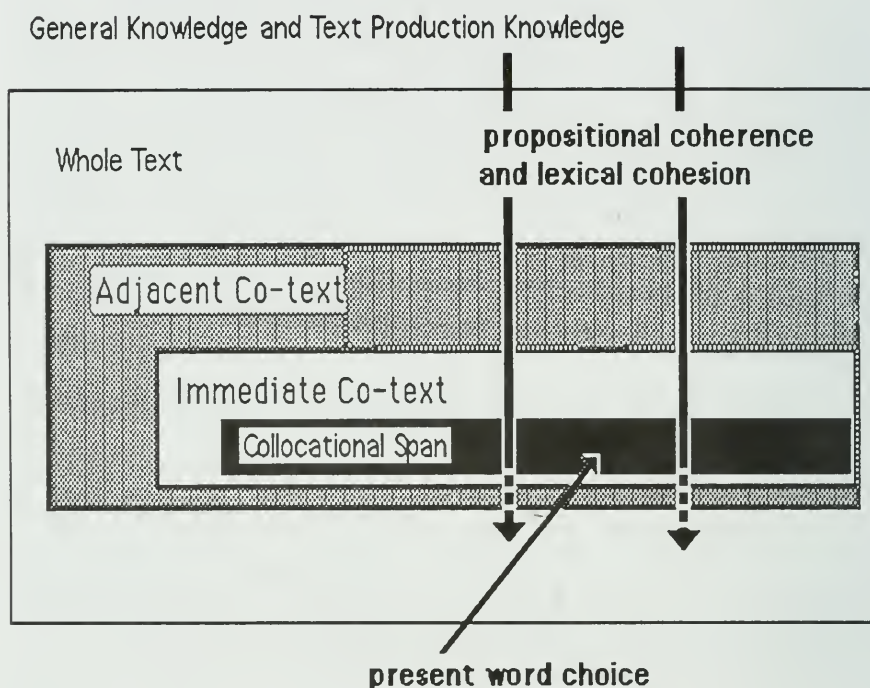 General Knowledge and Text Production Knowledge
Whole Text
propositional coherence
and lexical cohesion
Adjacent Co-text
Immediate Co-text
Collocational Span
present word choice